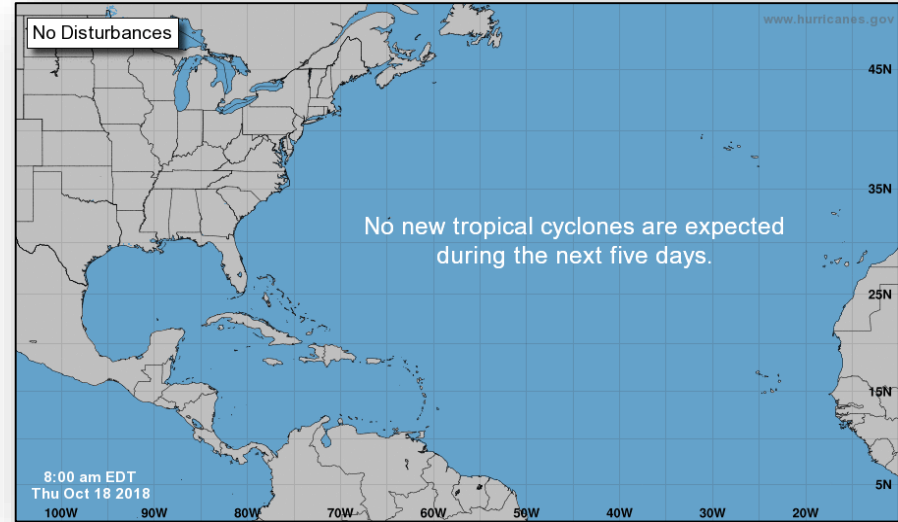 No Disturbances
www.hurricanes.gov
45N
35N
No new tropical cyclones are expected
during the next five days.
25N
15N
8:00 am EDT
Thu Oct 18 2018
5N
100W 90W 80W 70W 60W 50W 40W 30W 20W